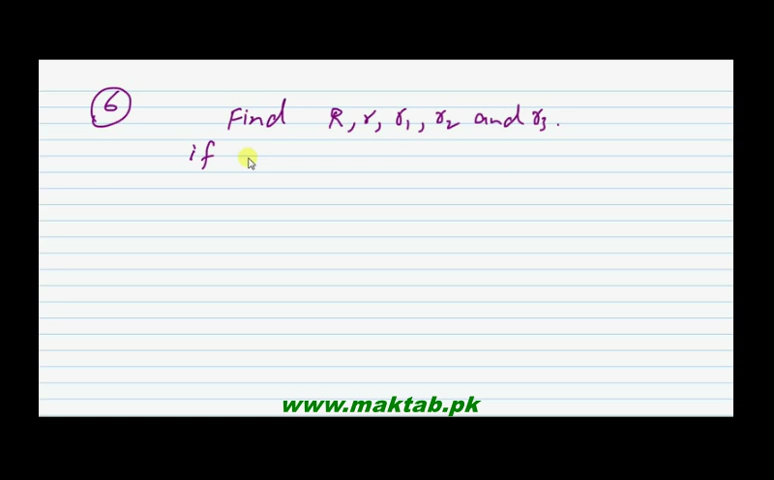 6 Find R, r, r1, r2 and r3.
if
www.maktab.pk